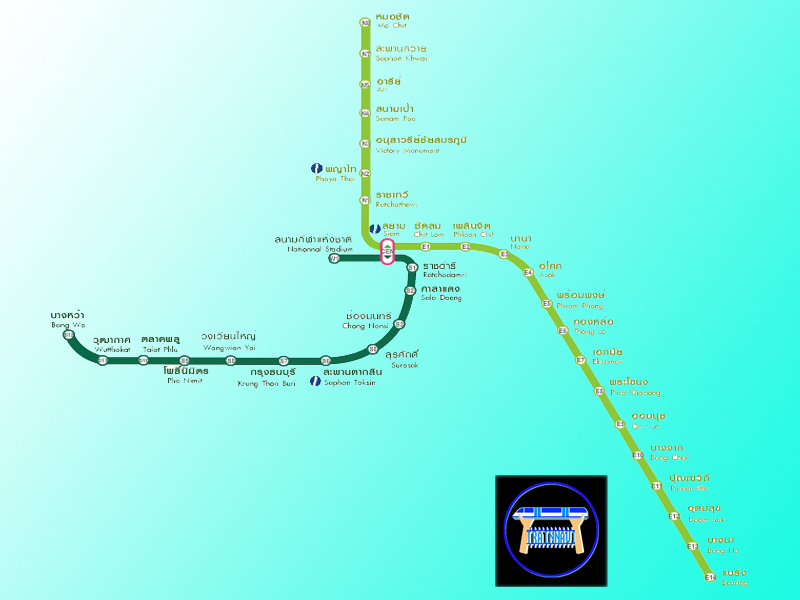 N8
หมอชิต
Mo Chit
N7
สะพานควาย
Saphan Khwai
N5
อารีย์
Ari
N4
สนามเป้า
Sanam Pao
N3
อนุสาวรีย์ชัยสมรภูมิ
Victory Monument
N2
พญาไท
Phaya Thai
N1
ราชเทวี
Ratchathewi
สยาม
Siam
CEN
ชิดลม
Chit Lom
E1
เพลินจิต
Phloen Chit
E2
นานา
Nana
E3
อโศก
Asok
E4
พร้อมพงษ์
Phrom Phong
E5
ทองหล่อ
Thong Lo
E6
เอกมัย
Ekkamai
E7
พระโขนง
Phra Khanong
E8
อ่อนนุช
On Nut
E9
บางจาก
Bang Chak
E10
ปุณณวิถี
E11
อุดมสุข
Udom Suk
E12
บางนา
Bang Na
E13
แบริ่ง
Bearing
E14
สนามกีฬาแห่งชาติ
Nationnal Stadium
W1
ราชดำริ
Ratchadamri
S1
ศาลาแดง
Sala Daeng
S2
ช่องนนทรี
Chong Nonsi
S3
สุรศักดิ์
Surasak
S5
สะพานตากสิน
Saphan Taksin
S6
กรุงธนบุรี
Krung Thon Buri
S7
วงเวียนใหญ่
Wongwian Yai
S8
โพธิ์นิมิตร
Pho Nimit
S9
ตลาดพลู
Talat Phlu
วุฒากาศ
Wutthakat
บางหว้า
Bang Wa